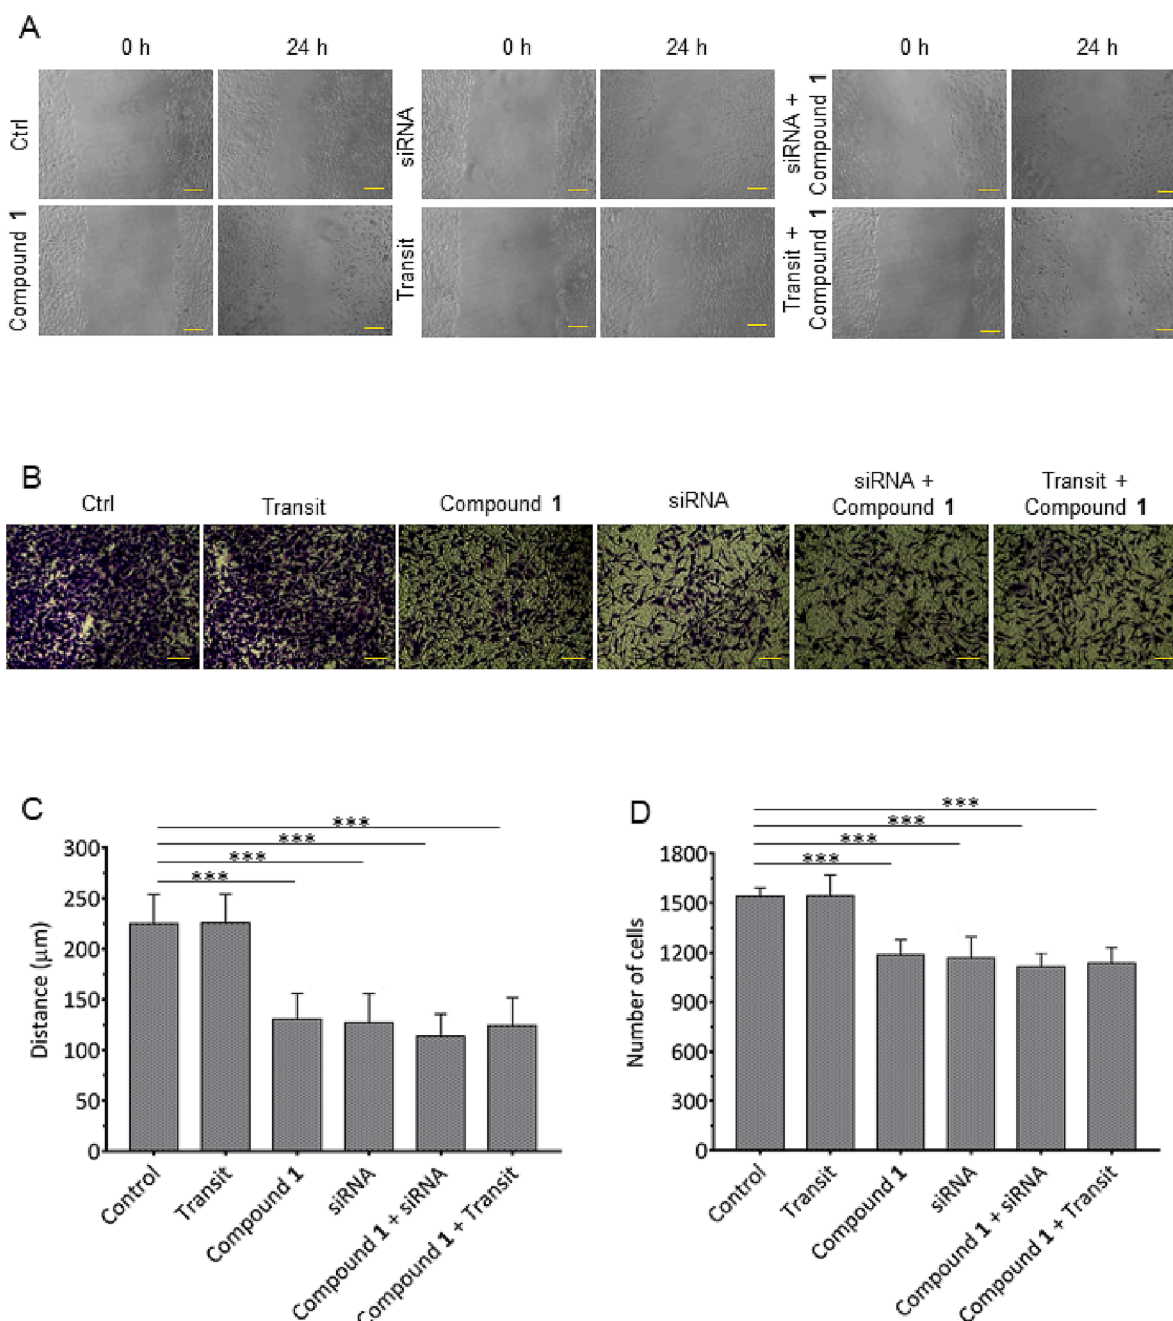 A
0 h
24 h
0 h
24 h
0 h
24 h
Ctrl
siRNA
siRNA +
Compound 1
Compound 1
Transit
Transit +
Compound 1
B
Ctrl
Transit
Compound 1
siRNA
siRNA +
Compound 1
Transit +
Compound 1
C
***
***
***
***
300
250
200
150
100
50
0
Distance (μm)
Control
Transit
Compound 1
siRNA
Compound 1 + siRNA
Compound 1 + Transit
D
***
***
***
***
1800
1500
1200
900
600
300
0
Number of cells
Control
Transit
Compound 1
siRNA
Compound 1 + siRNA
Compound 1 + Transit